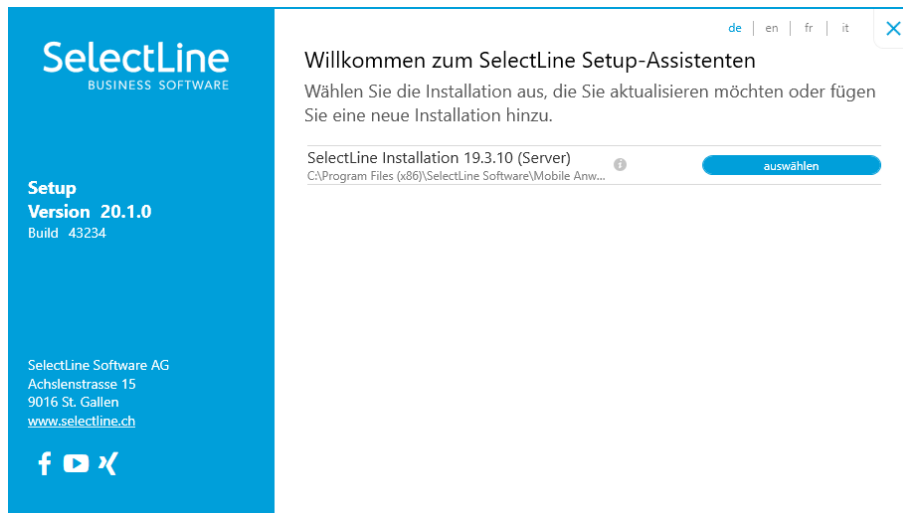 SelectLine
BUSINESS SOFTWARE
Setup
Version 20.1.0
Build 43234
SelectLine Software AG
Achslenstrasse 15
9016 St. Gallen
www.selectline.ch
de | en | fr | it
Willkommen zum SelectLine Setup-Assistenten
Wählen Sie die Installation aus, die Sie aktualisieren möchten oder fügen
Sie eine neue Installation hinzu.
SelectLine Installation 19.3.10 (Server)
C:\Program Files (x86)\SelectLine Software\Mobile Anw...
auswählen